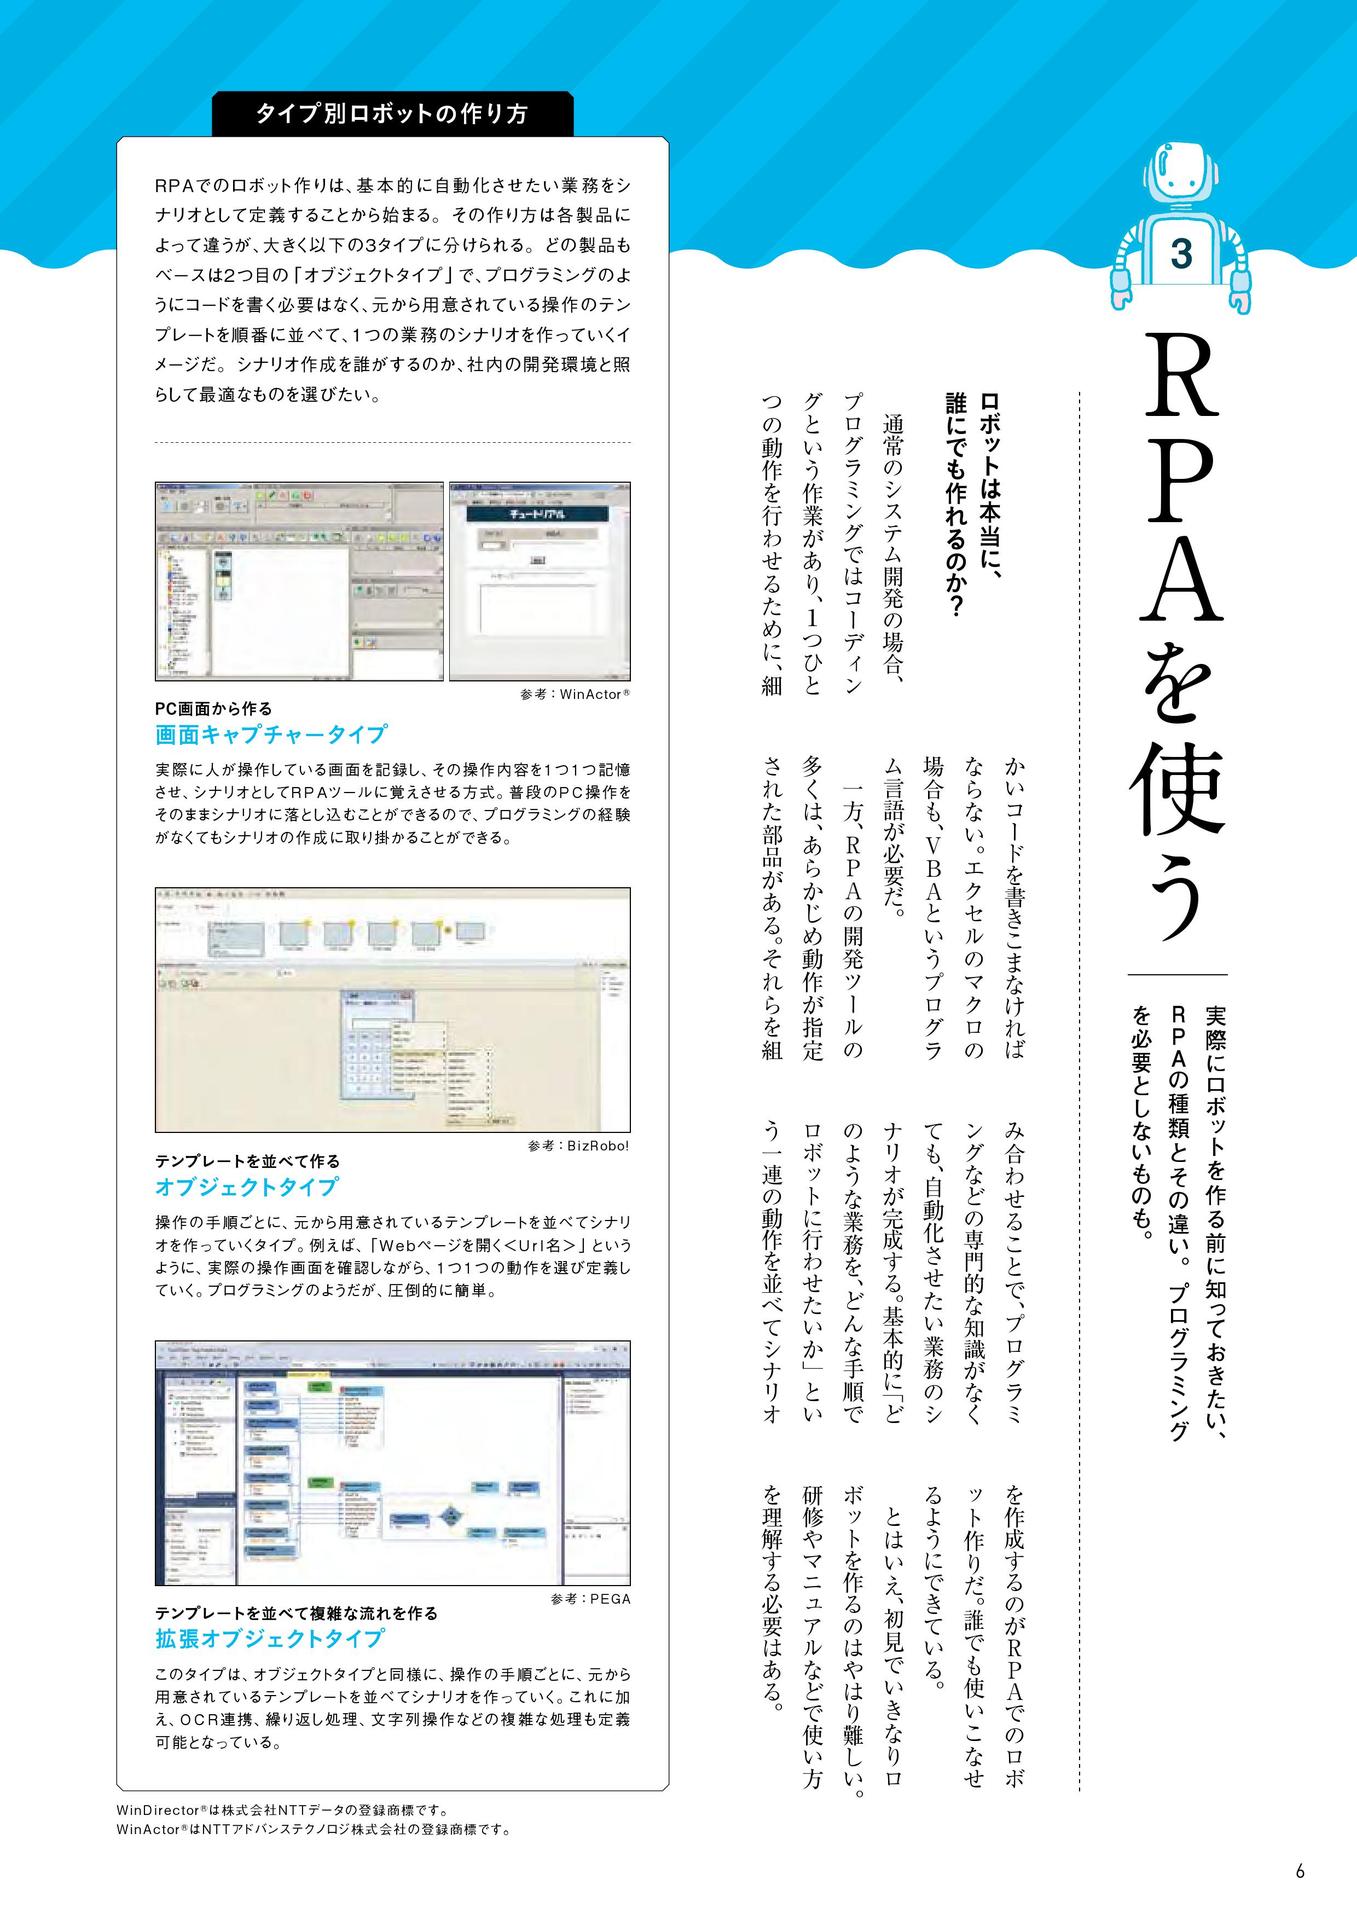 3
RPAを使う
実際にロボットを作る前に知っておきたい、
RPAの種類とその違い。プログラミング
を必要としないものも。
ロボットは本当に、
誰にでも作れるのか？
通常のシステム開発の場合、
プログラミングではコーディン
グという作業があり、1つひと
つの動作を行わせるために、細
かいコードを書きこまなければ
ならない。エクセルのマクロの
場合も、VBAというプログラ
ム言語が必要だ。
一方、RPAの開発ツールの
多くは、あらかじめ動作が指定
された部品がある。それらを組
み合わせることで、プログラミ
ングなどの専門的な知識がなく
ても、自動化させたい業務のシ
ナリオが完成する。基本的に「ど
のような業務を、どんな手順で
ロボットに行わせたいか」とい
う一連の動作を並べてシナリオ
を作成するのがRPAでのロボ
ット作りだ。誰でも使いこなせ
るようにできている。
とはいえ、初見でいきなりロ
ボットを作るのはやはり難しい。
研修やマニュアルなどで使い方
を理解する必要はある。
タイプ別ロボットの作り方
RPAでのロボット作りは、基本的に自動化させたい業務をシ
ナリオとして定義することから始まる。その作り方は各製品に
よって違うが、大きく以下の3タイプに分けられる。どの製品も
ベースは2つ目の「オブジェクトタイプ」で、プログラミングのよ
うにコードを書く必要はなく、元から用意されている操作のテン
プレートを順番に並べて、1つの業務のシナリオを作っていくイ
メージだ。シナリオ作成を誰がするのか、社内の開発環境と照
らして最適なものを選びたい。
チュートリアル
参考：WinActor®
PC画面から作る
画面キャプチャータイプ
実際に人が操作している画面を記録し、その操作内容を1つ1つ記憶
させ、シナリオとしてRPAツールに覚えさせる方式。普段のPC操作を
そのままシナリオに落とし込むことができるので、プログラミングの経験
がなくてもシナリオの作成に取り掛かることができる。
参考：BizRobo!
テンプレートを並べて作る
オブジェクトタイプ
操作の手順ごとに、元から用意されているテンプレートを並べてシナリ
オを作っていくタイプ。例えば、「Webページを開く＜Url名＞」という
ように、実際の操作画面を確認しながら、1つ1つの動作を選び定義し
ていく。プログラミングのようだが、圧倒的に簡単。
参考：PEGA
テンプレートを並べて複雑な流れを作る
拡張オブジェクトタイプ
このタイプは、オブジェクトタイプと同様に、操作の手順ごとに、元から
用意されているテンプレートを並べてシナリオを作っていく。これに加
え、OCR連携、繰り返し処理、文字列操作などの複雑な処理も定義
可能となっている。
WinDirector®は株式会社NTTデータの登録商標です。
WinActor®はNTTアドバンステクノロジ株式会社の登録商標です。
6